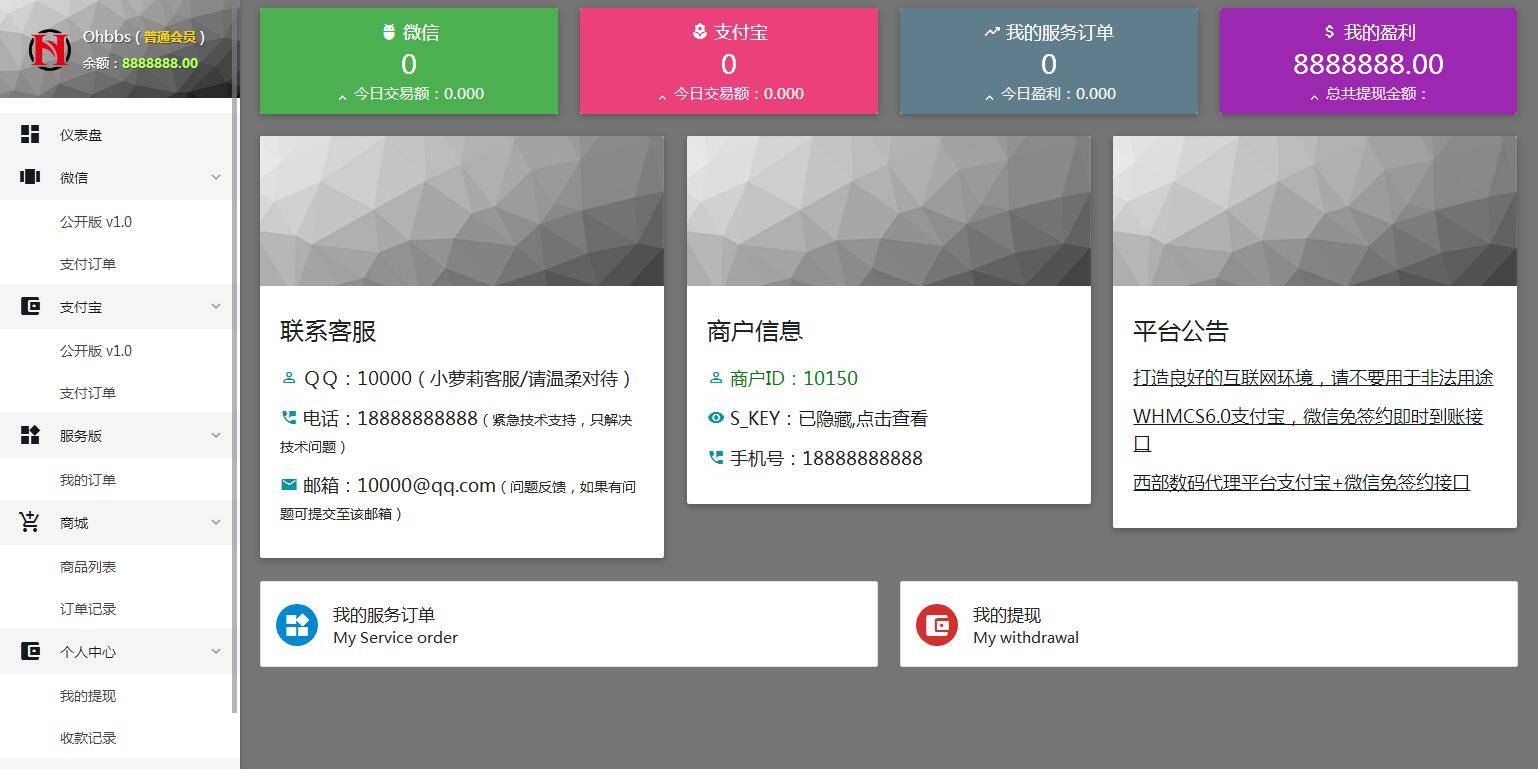 Ohbbs ( 普通会员 )
余额：8888888.00
仪表盘
微信
公开版 v1.0
支付订单
支付宝
公开版 v1.0
支付订单
服务版
我的订单
商城
商品列表
订单记录
个人中心
我的提现
收款记录
微信
0
今日交易额：0.000
支付宝
0
今日交易额：0.000
我的服务订单
0
今日盈利：0.000
$ 我的盈利
8888888.00
总共提现金额：
联系客服
ＱＱ：10000（小萝莉客服/请温柔对待）
电话：18888888888（紧急技术支持，只解决
技术问题）
邮箱：10000@qq.com（问题反馈，如果有问
题可提交至该邮箱）
商户信息
商户ID：10150
S_KEY：已隐藏,点击查看
手机号：18888888888
平台公告
打造良好的互联网环境，请不要用于非法用途
WHMCS6.0支付宝，微信免签约即时到账接
口
西部数码代理平台支付宝+微信免签约接口
我的服务订单
My Service order
我的提现
My withdrawal